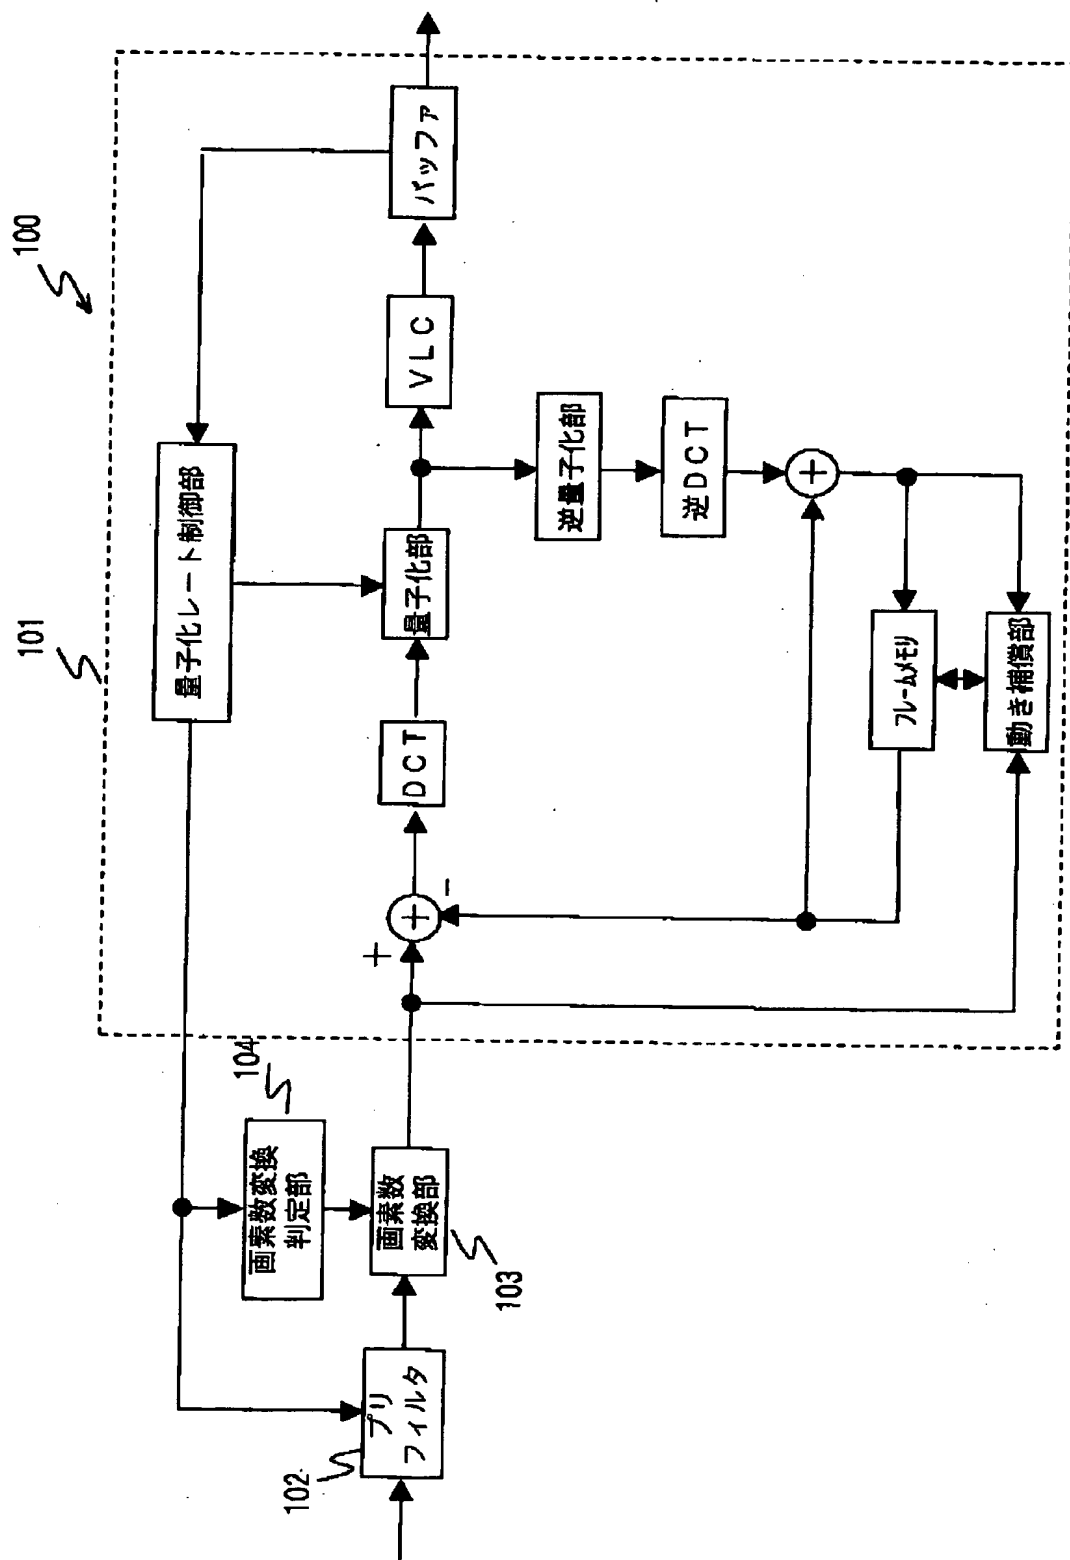 100
101
量子化レート制御部
104
画素数変換
判定部
102
プリ
フィルタ
画素数
変換部
103
+
+
-
DCT
量子化部
VLC
バッファ
逆量子化部
逆DCT
+
フレームメモリ
動き補償部